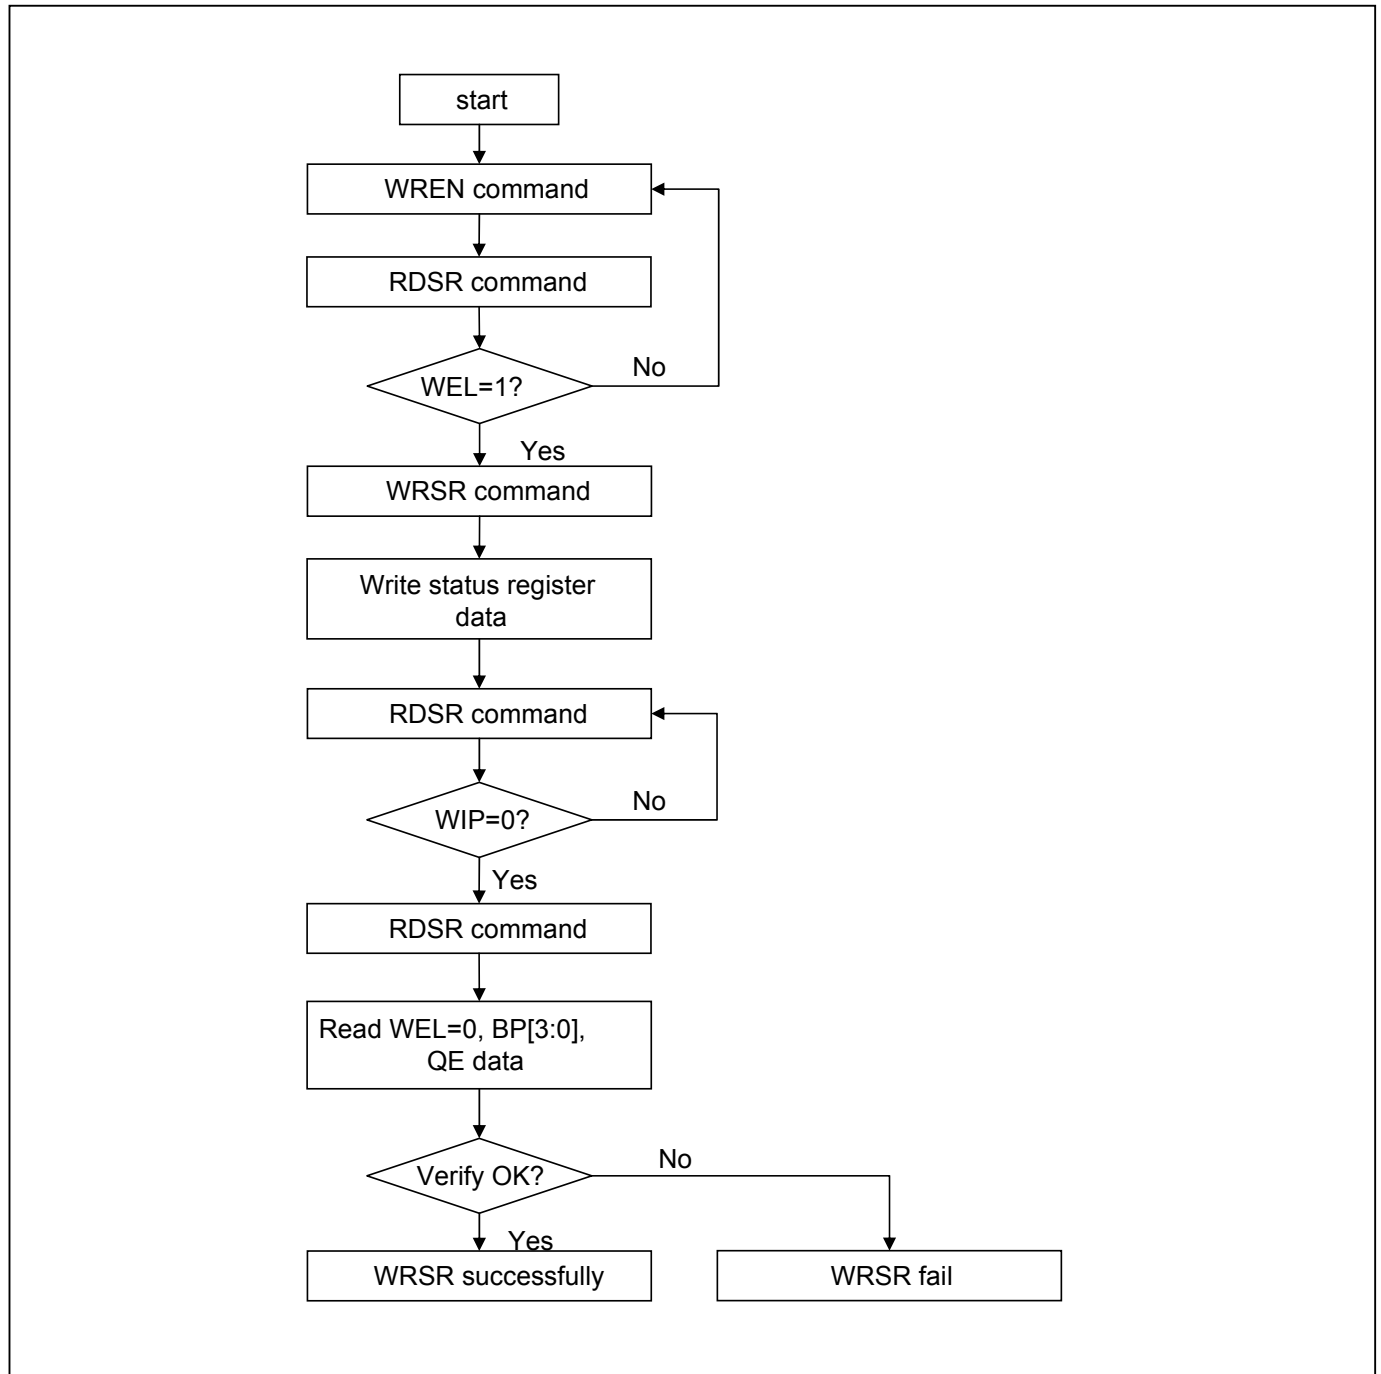 start
WREN command
RDSR command
WEL=1?
No
Yes
WRSR command
Write status register
data
RDSR command
WIP=0?
No
Yes
RDSR command
Read WEL=0, BP[3:0],
QE data
Verify OK?
No
Yes
WRSR successfully
WRSR fail